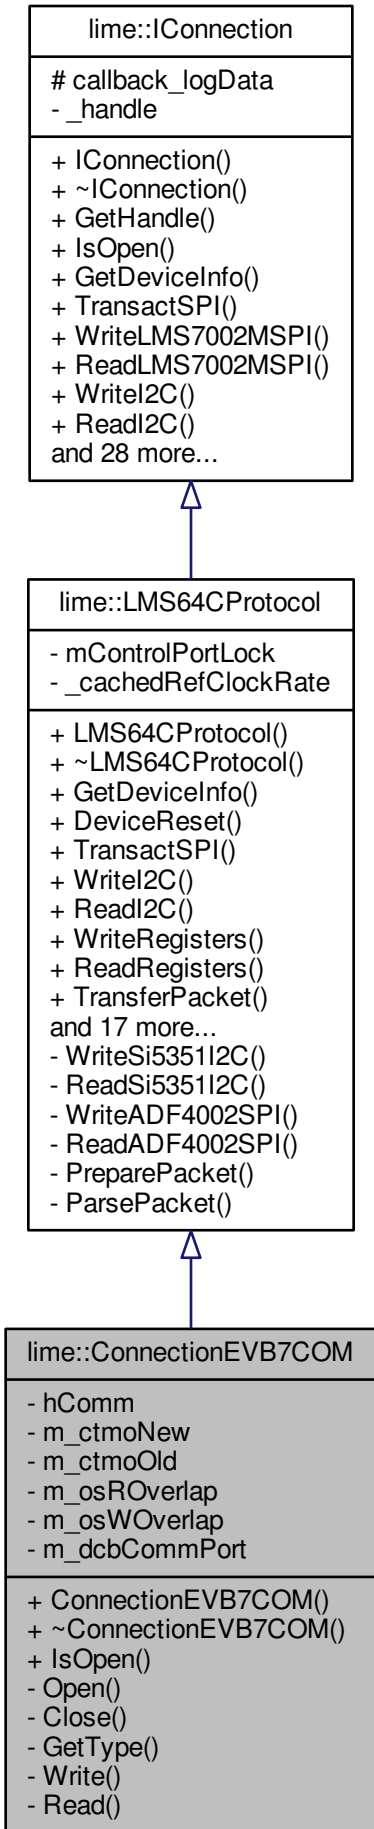 lime::IConnection
# callback_logData
- _handle
+ IConnection()
+ ~IConnection()
+ GetHandle()
+ IsOpen()
+ GetDeviceInfo()
+ TransactSPI()
+ WriteLMS7002MSPI()
+ ReadLMS7002MSPI()
+ WriteI2C()
+ ReadI2C()
and 28 more...
lime::LMS64CProtocol
- mControlPortLock
- _cachedRefClockRate
+ LMS64CProtocol()
+ ~LMS64CProtocol()
+ GetDeviceInfo()
+ DeviceReset()
+ TransactSPI()
+ WriteI2C()
+ ReadI2C()
+ WriteRegisters()
+ ReadRegisters()
+ TransferPacket()
and 17 more...
- WriteSi5351I2C()
- ReadSi5351I2C()
- WriteADF4002SPI()
- ReadADF4002SPI()
- PreparePacket()
- ParsePacket()
lime::ConnectionEVB7COM
- hComm
- m_ctmoNew
- m_ctmoOld
- m_osROverlap
- m_osWOverlap
- m_dcbCommPort
+ ConnectionEVB7COM()
+ ~ConnectionEVB7COM()
+ IsOpen()
- Open()
- Close()
- GetType()
- Write()
- Read()